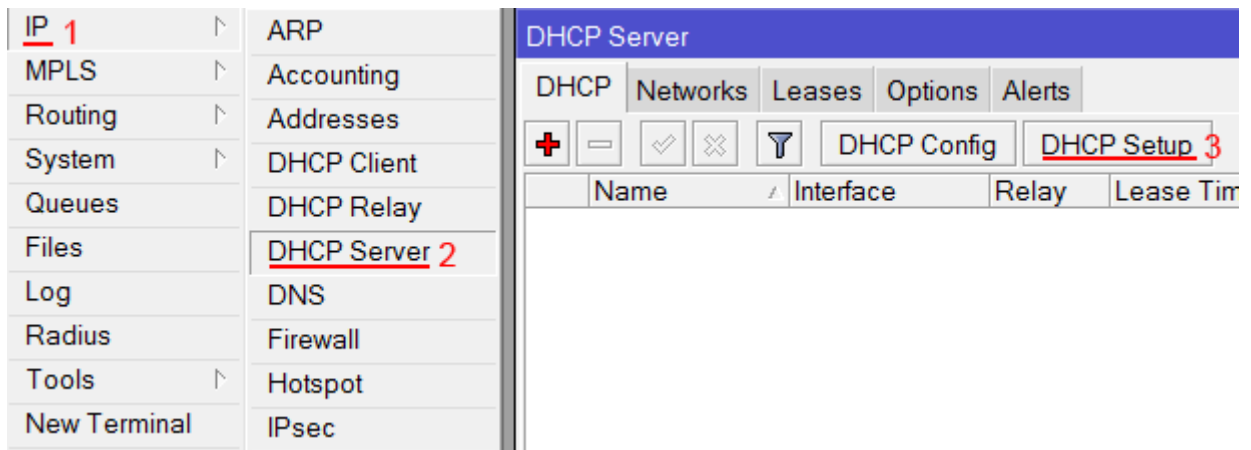 IP 1
MPLS
Routing
System
Queues
Files
Log
Radius
Tools
New Terminal
ARP
Accounting
Addresses
DHCP Client
DHCP Relay
DHCP Server 2
DNS
Firewall
Hotspot
IPsec
DHCP Server
DHCP Networks Leases Options Alerts
DHCP Config DHCP Setup 3
Name Interface Relay Lease Tim